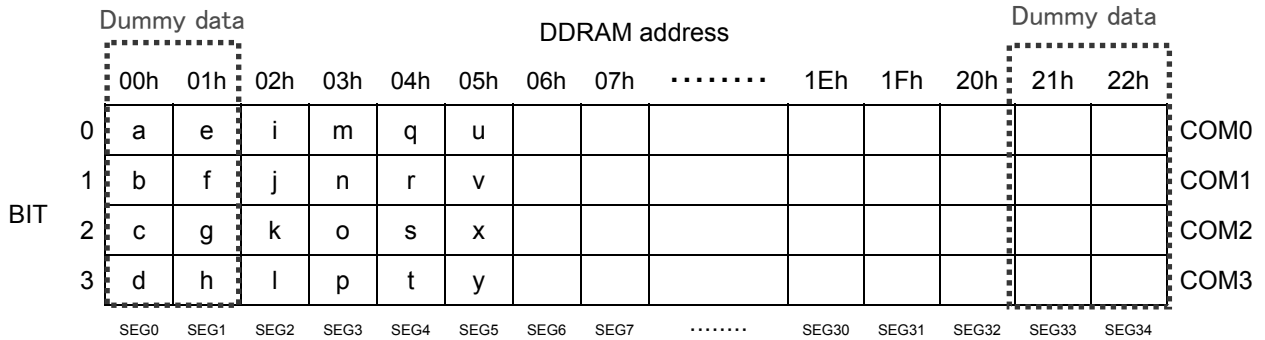 Dummy data
Dummy data
DDRAM address
00h 01h 02h 03h 04h 05h 06h 07h ········ 1Eh 1Fh 20h 21h 22h
0 a e i m q u COM0
1 b f j n r v COM1
BIT
2 c g k o s x COM2
3 d h l p t y COM3
SEG0 SEG1 SEG2 SEG3 SEG4 SEG5 SEG6 SEG7 ········ SEG30 SEG31 SEG32 SEG33 SEG34